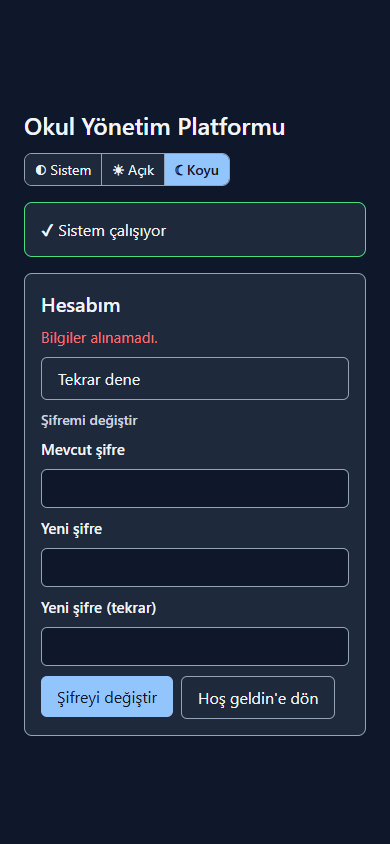 Okul Yönetim Platformu
◐ Sistem ☀ Açık ☾ Koyu
✔ Sistem çalışıyor
Hesabım
Bilgiler alınamadı.
Tekrar dene
Şifremi değiştir
Mevcut şifre
Yeni şifre
Yeni şifre (tekrar)
Şifreyi değiştir Hoş geldin'e dön